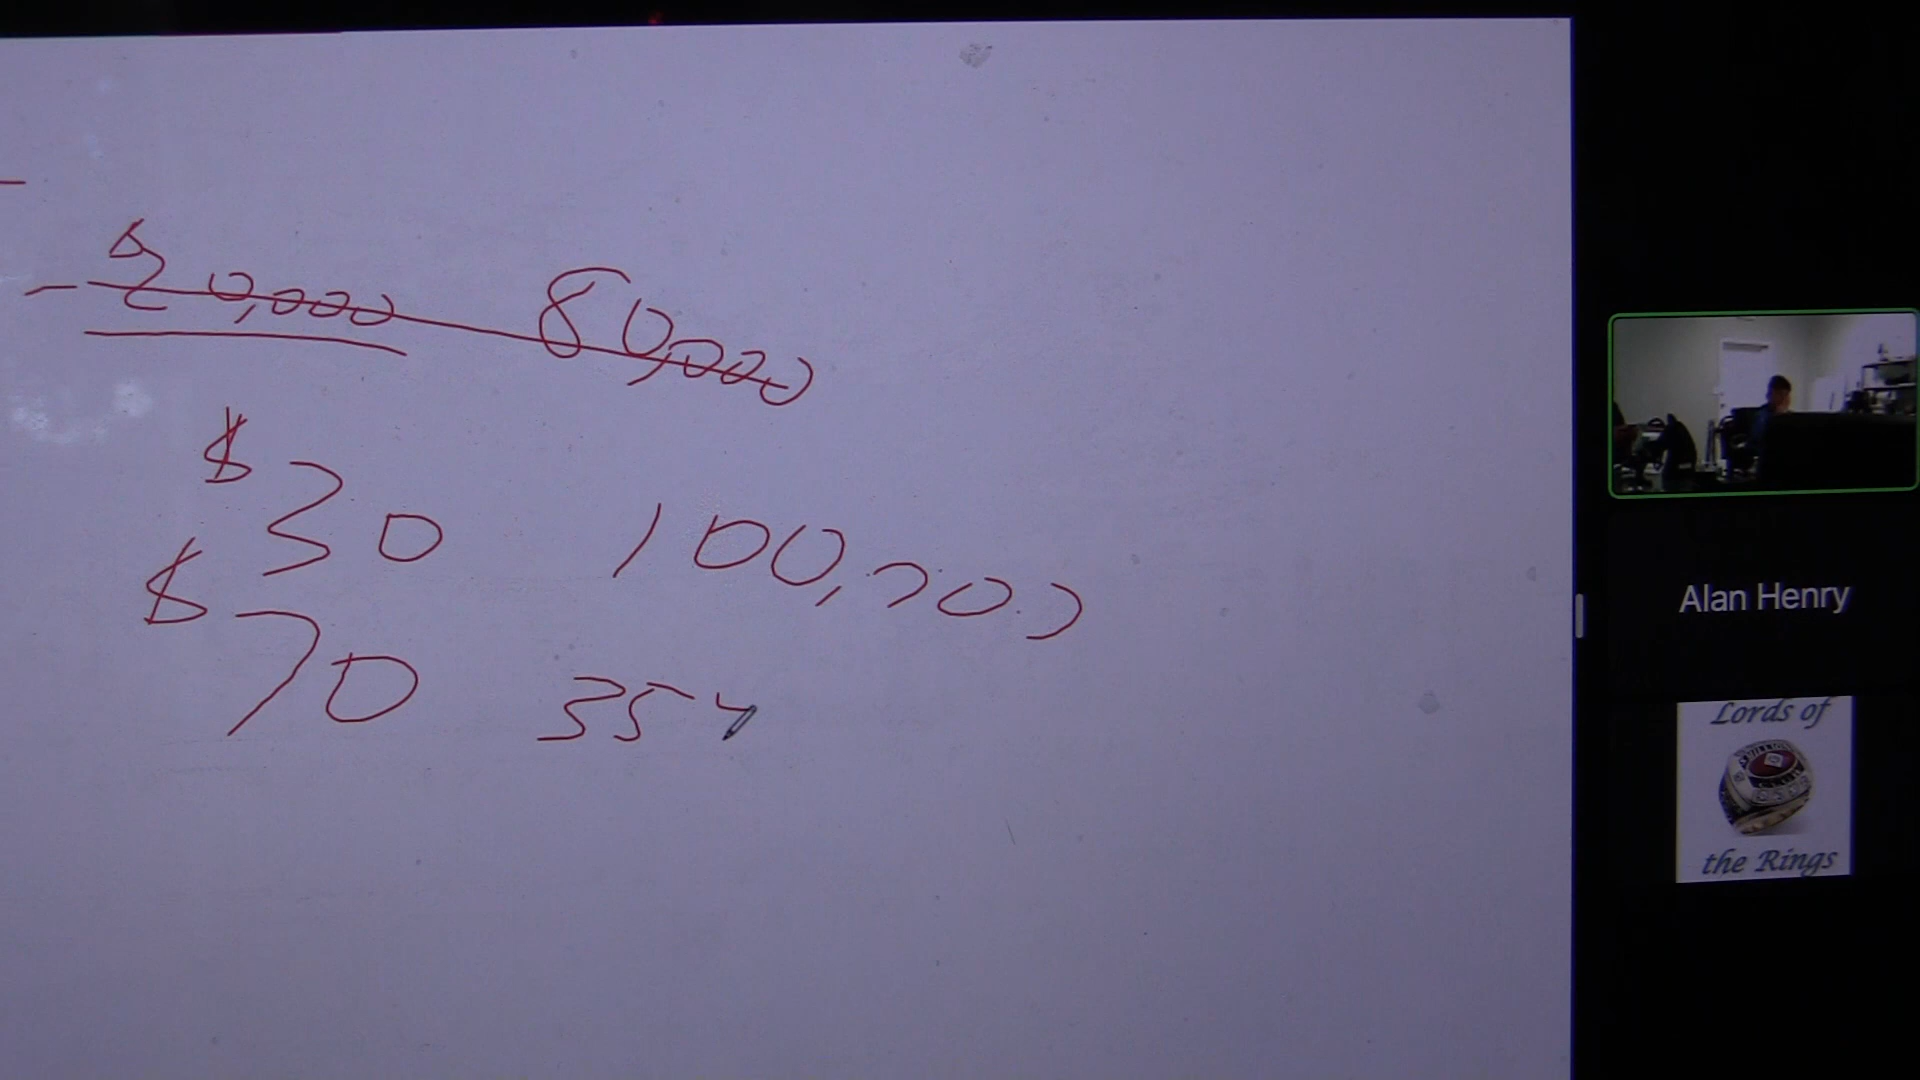 $20,000 80,000
$30 100,000
$70 35
Alan Henry
Lords of
the Rings